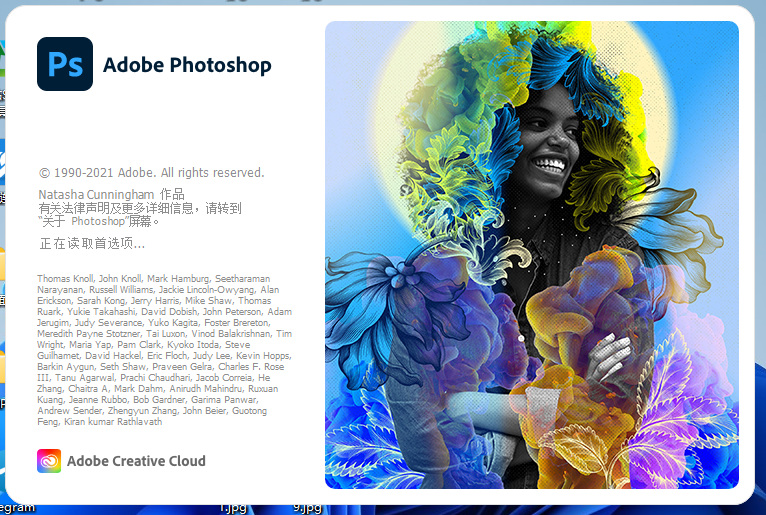 Ps
Adobe Photoshop
© 1990-2021 Adobe. All rights reserved.
Natasha Cunningham 作品
有关法律声明及更多详细信息，请转到
“关于 Photoshop”屏幕。
正在读取首选项...
Thomas Knoll, John Knoll, Mark Hamburg, Seetharaman
Narayanan, Russell Williams, Jackie Lincoln-Owyang, Alan
Erickson, Sarah Kong, Jerry Harris, Mike Shaw, Thomas
Ruark, Yukie Takahashi, David Dobish, John Peterson, Adam
Jerugim, Judy Severance, Yuko Kagita, Foster Brereton,
Meredith Payne Stotzner, Tai Luxon, Vinod Balakrishnan, Tim
Wright, Maria Yap, Pam Clark, Kyoko Itoda, Steve
Guilhamet, David Hackel, Eric Floch, Judy Lee, Kevin Hopps,
Barkin Aygun, Seth Shaw, Praveen Gelra, Charles F. Rose
III, Tanu Agarwal, Prachi Chaudhari, Jacob Correia, He
Zhang, Chaitra A, Mark Dahm, Anirudh Mahindru, Ruxuan
Kuang, Jeanne Rubbo, Bob Gardner, Garima Panwar,
Andrew Sender, Zhengyun Zhang, John Beier, Guotong
Feng, Kiran kumar Rathlavath
Adobe Creative Cloud
egram
1.jpg
9.jpg